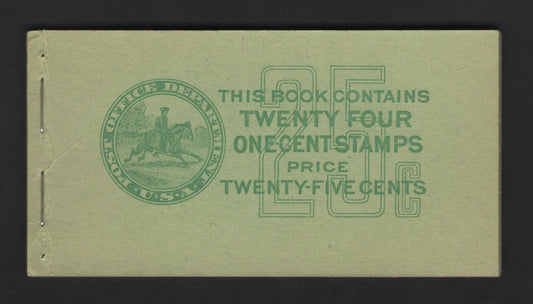 POST OFFICE DEPARTMENT
U.S.A.
25c
THIS BOOK CONTAINS
TWENTY FOUR
ONE-CENT STAMPS
PRICE
TWENTY-FIVE CENTS